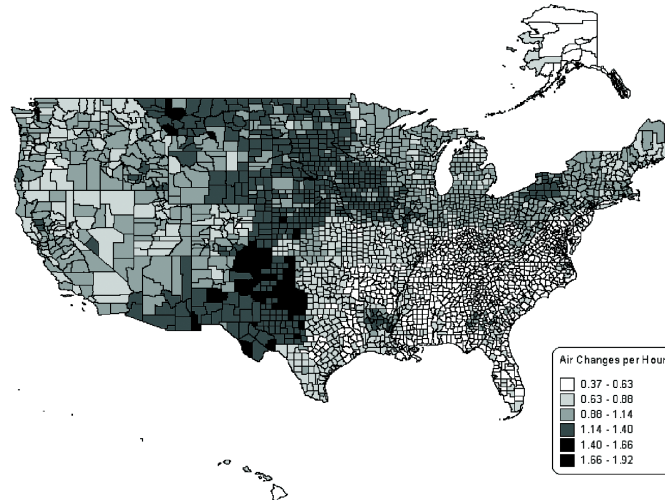 Air Changes per Hour
0.37 - 0.63
0.63 - 0.88
0.88 - 1.14
1.14 - 1.40
1.40 - 1.66
1.66 - 1.92